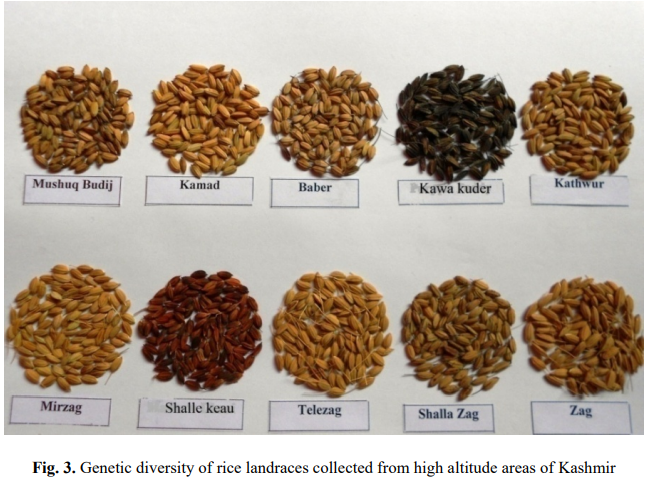 Mushuq Budij
Kamad
Baber
Kawa kuder
Kathwur
Mirzag
Shalle keau
Telezag
Shalla Zag
Zag
Fig. 3. Genetic diversity of rice landraces collected from high altitude areas of Kashmir